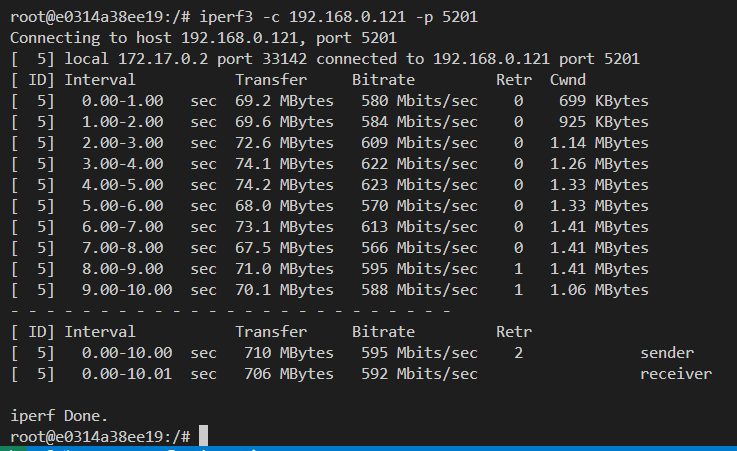 root@e0314a38ee19:/# iperf3 -c 192.168.0.121 -p 5201
Connecting to host 192.168.0.121, port 5201
[  5] local 172.17.0.2 port 33142 connected to 192.168.0.121 port 5201
[ ID] Interval           Transfer     Bitrate         Retr  Cwnd
[  5]   0.00-1.00   sec  69.2 MBytes   580 Mbits/sec    0    699 KBytes
[  5]   1.00-2.00   sec  69.6 MBytes   584 Mbits/sec    0    925 KBytes
[  5]   2.00-3.00   sec  72.6 MBytes   609 Mbits/sec    0   1.14 MBytes
[  5]   3.00-4.00   sec  74.1 MBytes   622 Mbits/sec    0   1.26 MBytes
[  5]   4.00-5.00   sec  74.2 MBytes   623 Mbits/sec    0   1.33 MBytes
[  5]   5.00-6.00   sec  68.0 MBytes   570 Mbits/sec    0   1.33 MBytes
[  5]   6.00-7.00   sec  73.1 MBytes   613 Mbits/sec    0   1.41 MBytes
[  5]   7.00-8.00   sec  67.5 MBytes   566 Mbits/sec    0   1.41 MBytes
[  5]   8.00-9.00   sec  71.0 MBytes   595 Mbits/sec    1   1.41 MBytes
[  5]   9.00-10.00  sec  70.1 MBytes   588 Mbits/sec    1   1.06 MBytes
- - - - - - - - - - - - - - - - - - - - - - - - -
[ ID] Interval           Transfer     Bitrate         Retr
[  5]   0.00-10.00  sec   710 MBytes   595 Mbits/sec    2             sender
[  5]   0.00-10.01  sec   706 MBytes   592 Mbits/sec                  receiver
iperf Done.
root@e0314a38ee19:/#